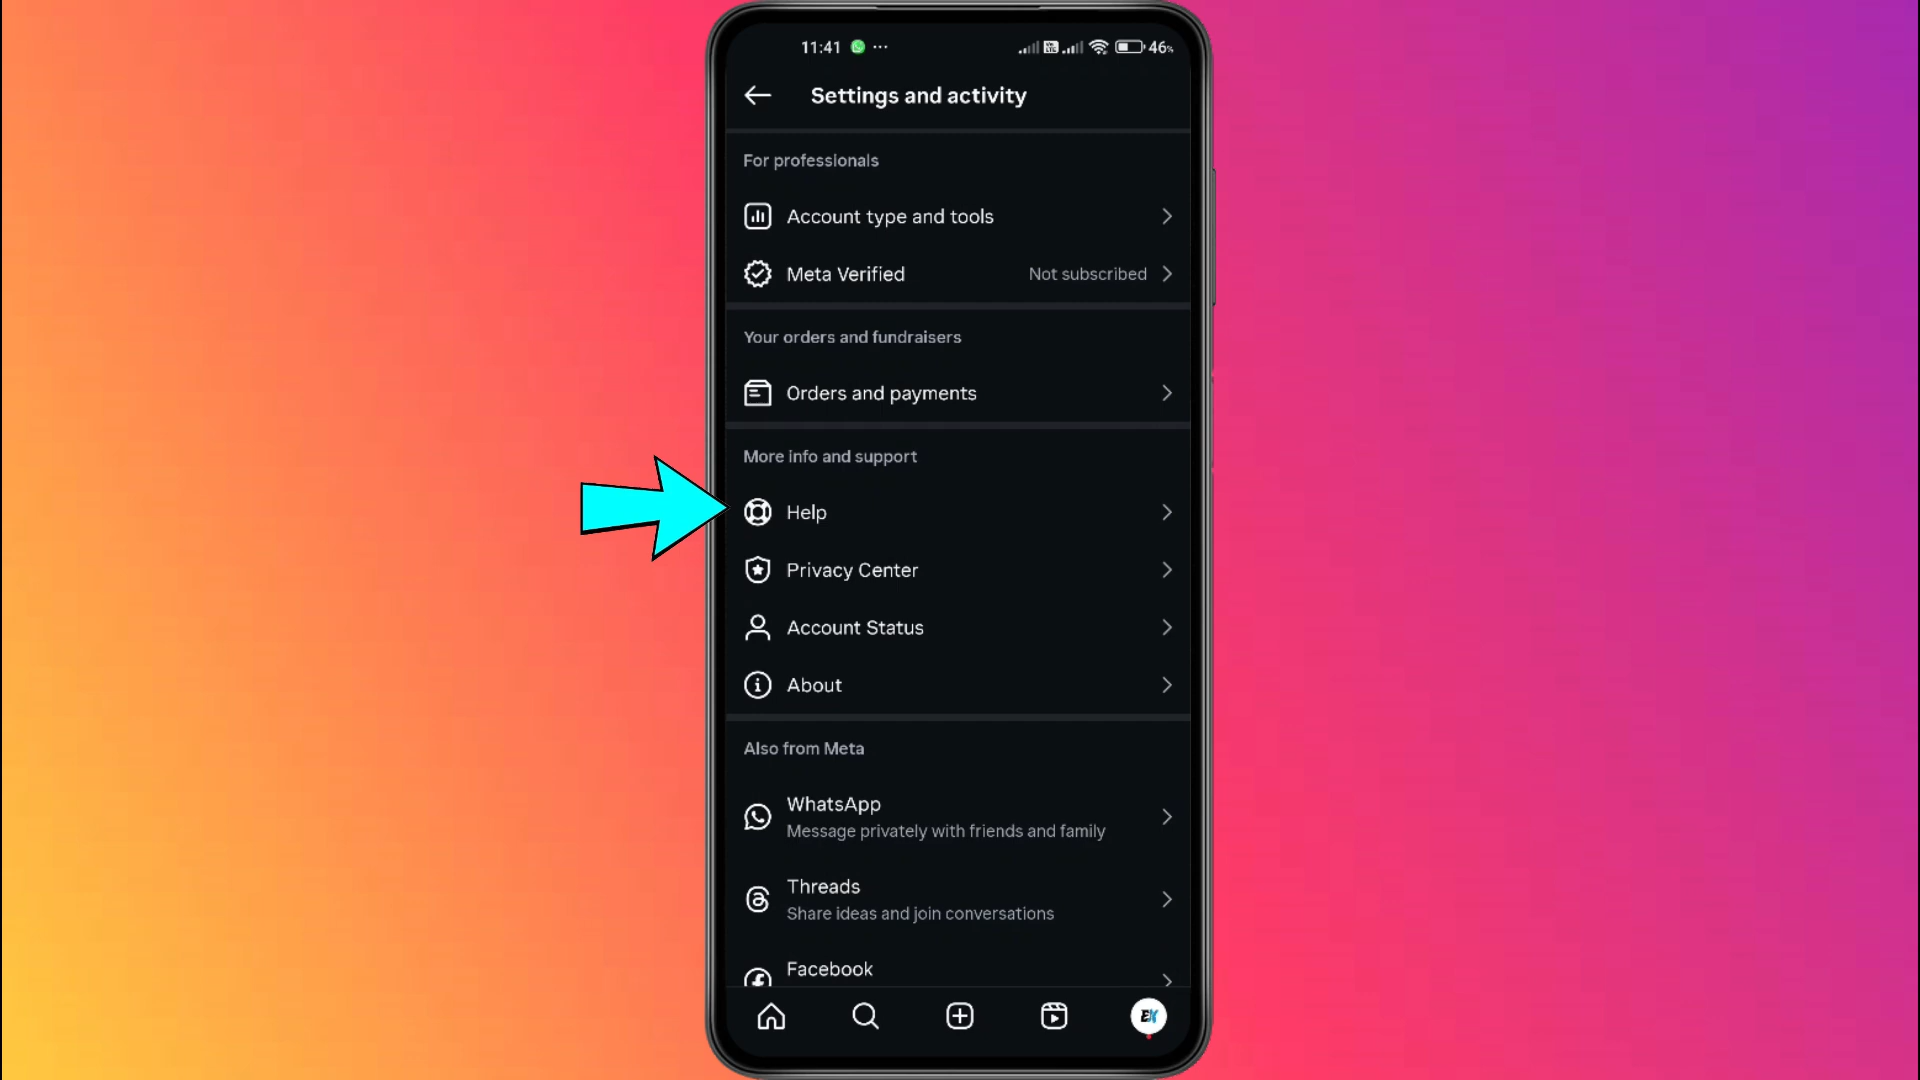 11:41
46%
Settings and activity
For professionals
Account type and tools
Meta Verified Not subscribed
Your orders and fundraisers
Orders and payments
More info and support
Help
Privacy Center
Account Status
About
Also from Meta
WhatsApp
Message privately with friends and family
Threads
Share ideas and join conversations
Facebook
EX